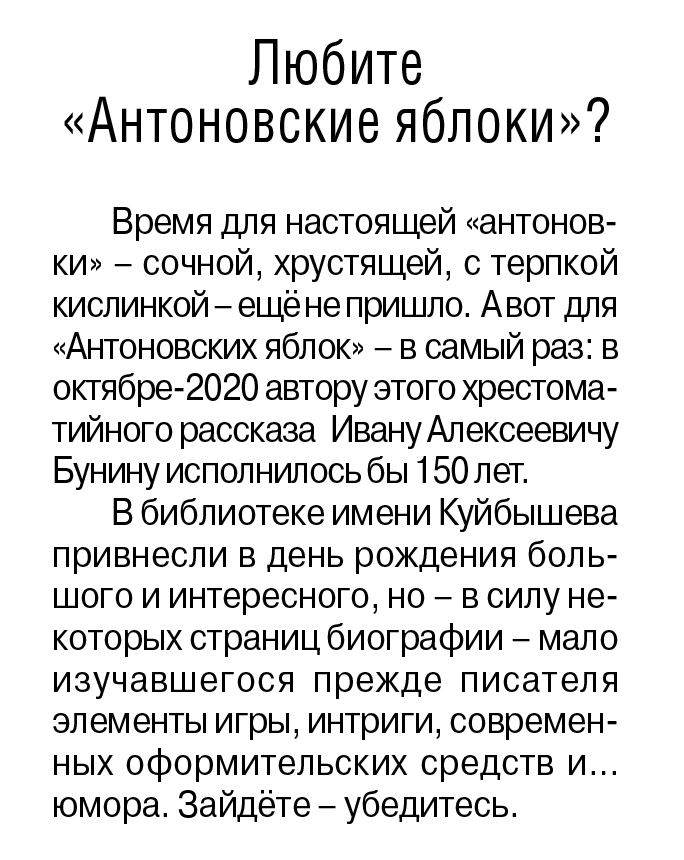 Любите
«Антоновские яблоки»?
Время для настоящей «антонов-
ки» – сочной, хрустящей, с терпкой
кислинкой – ещё не пришло. А вот для
«Антоновских яблок» – в самый раз: в
октябре-2020 автору этого хрестома-
тийного рассказа Ивану Алексеевичу
Бунину исполнилось бы 150 лет.
В библиотеке имени Куйбышева
привнесли в день рождения боль-
шого и интересного, но – в силу не-
которых страниц биографии – мало
изучавшегося прежде писателя
элементы игры, интриги, современ-
ных оформительских средств и...
юмора. Зайдёте – убедитесь.